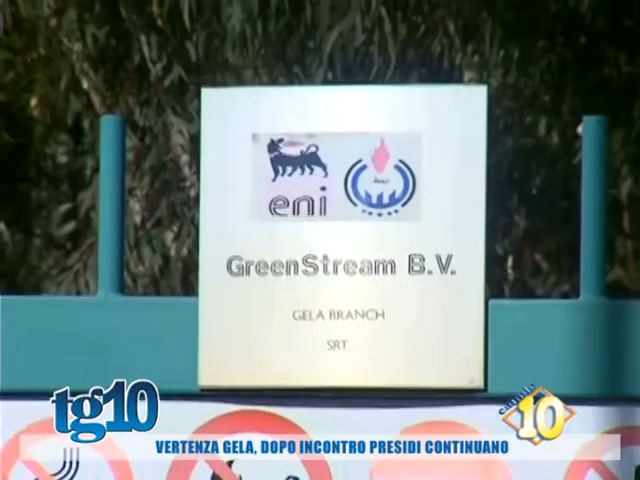 eni
GreenStream B.V.
GELA BRANCH
SRT
tg10
canale
10
VERTENZA GELA, DOPO INCONTRO PRESIDI CONTINUANO